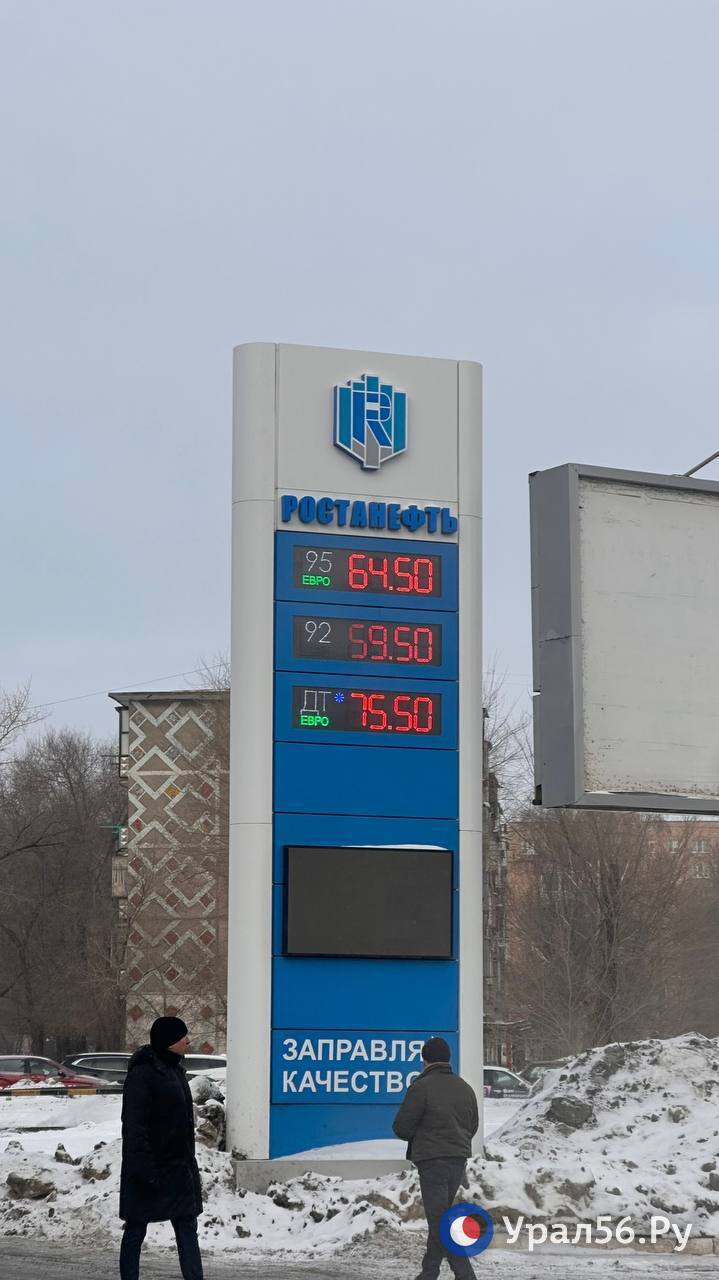 R
РОСТАНЕФТЬ
95 ЕВРО 64.50
92 59.50
ДТ* ЕВРО 75.50
ЗАПРАВЛЯ
КАЧЕСТВО
Урал56.Ру